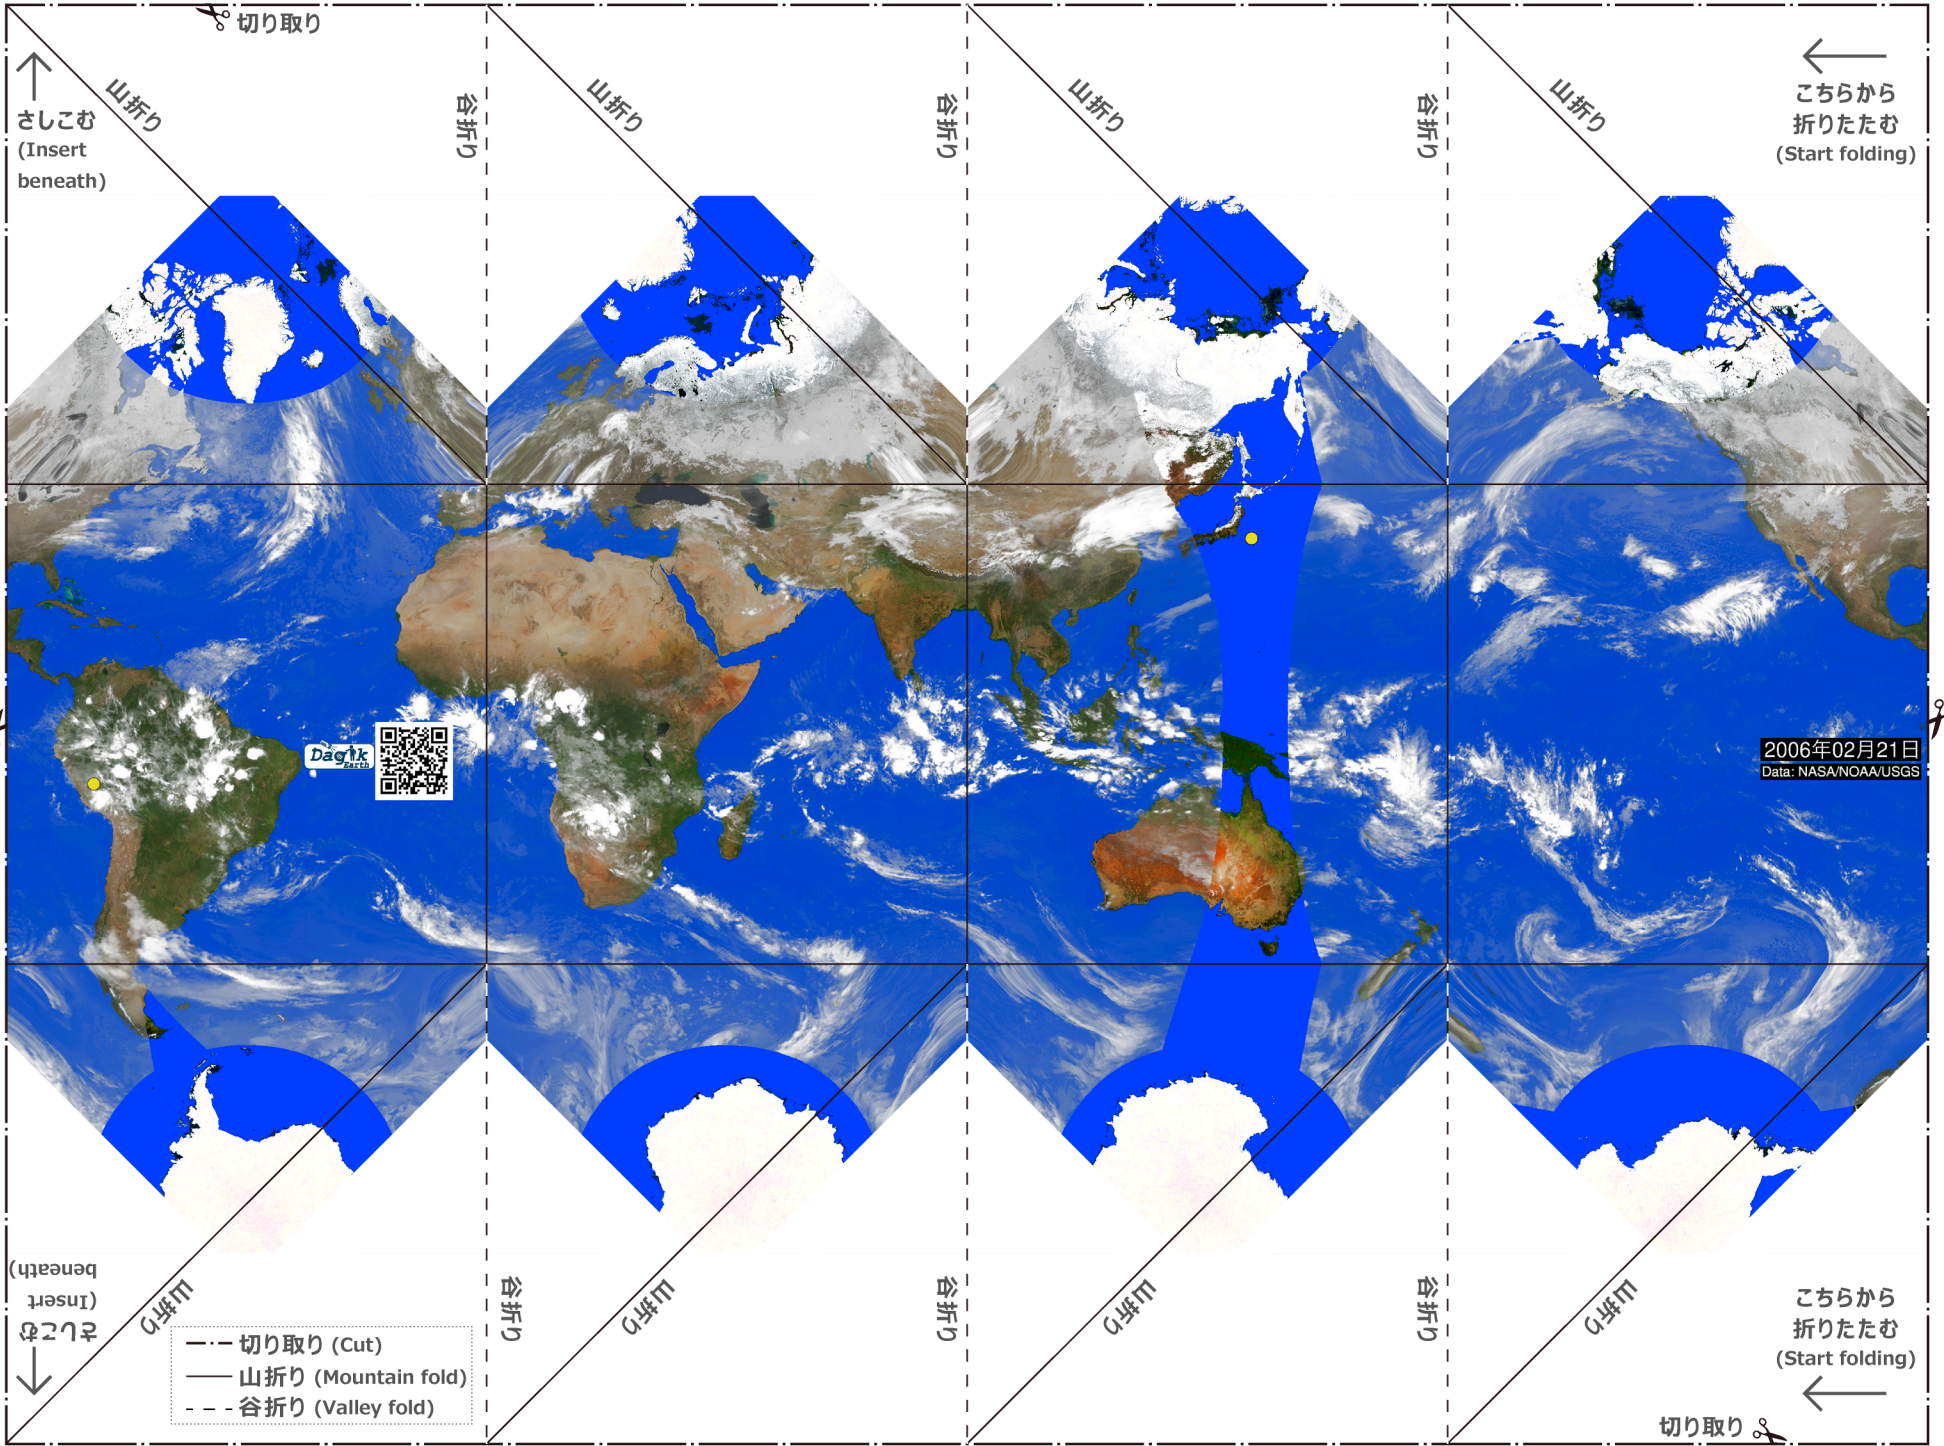 切り取り
山折り
谷折り
山折り
谷折り
山折り
谷折り
山折り
さしこむ
(Insert
beneath)
こちらから
折りたたむ
(Start folding)
Dagik
Earth
2006年02月21日
Data: NASA/NOAA/USGS
さしこむ
(Insert
beneath)
山折り
谷折り
山折り
谷折り
山折り
谷折り
山折り
こちらから
折りたたむ
(Start folding)
切り取り (Cut)
山折り (Mountain fold)
谷折り (Valley fold)
切り取り